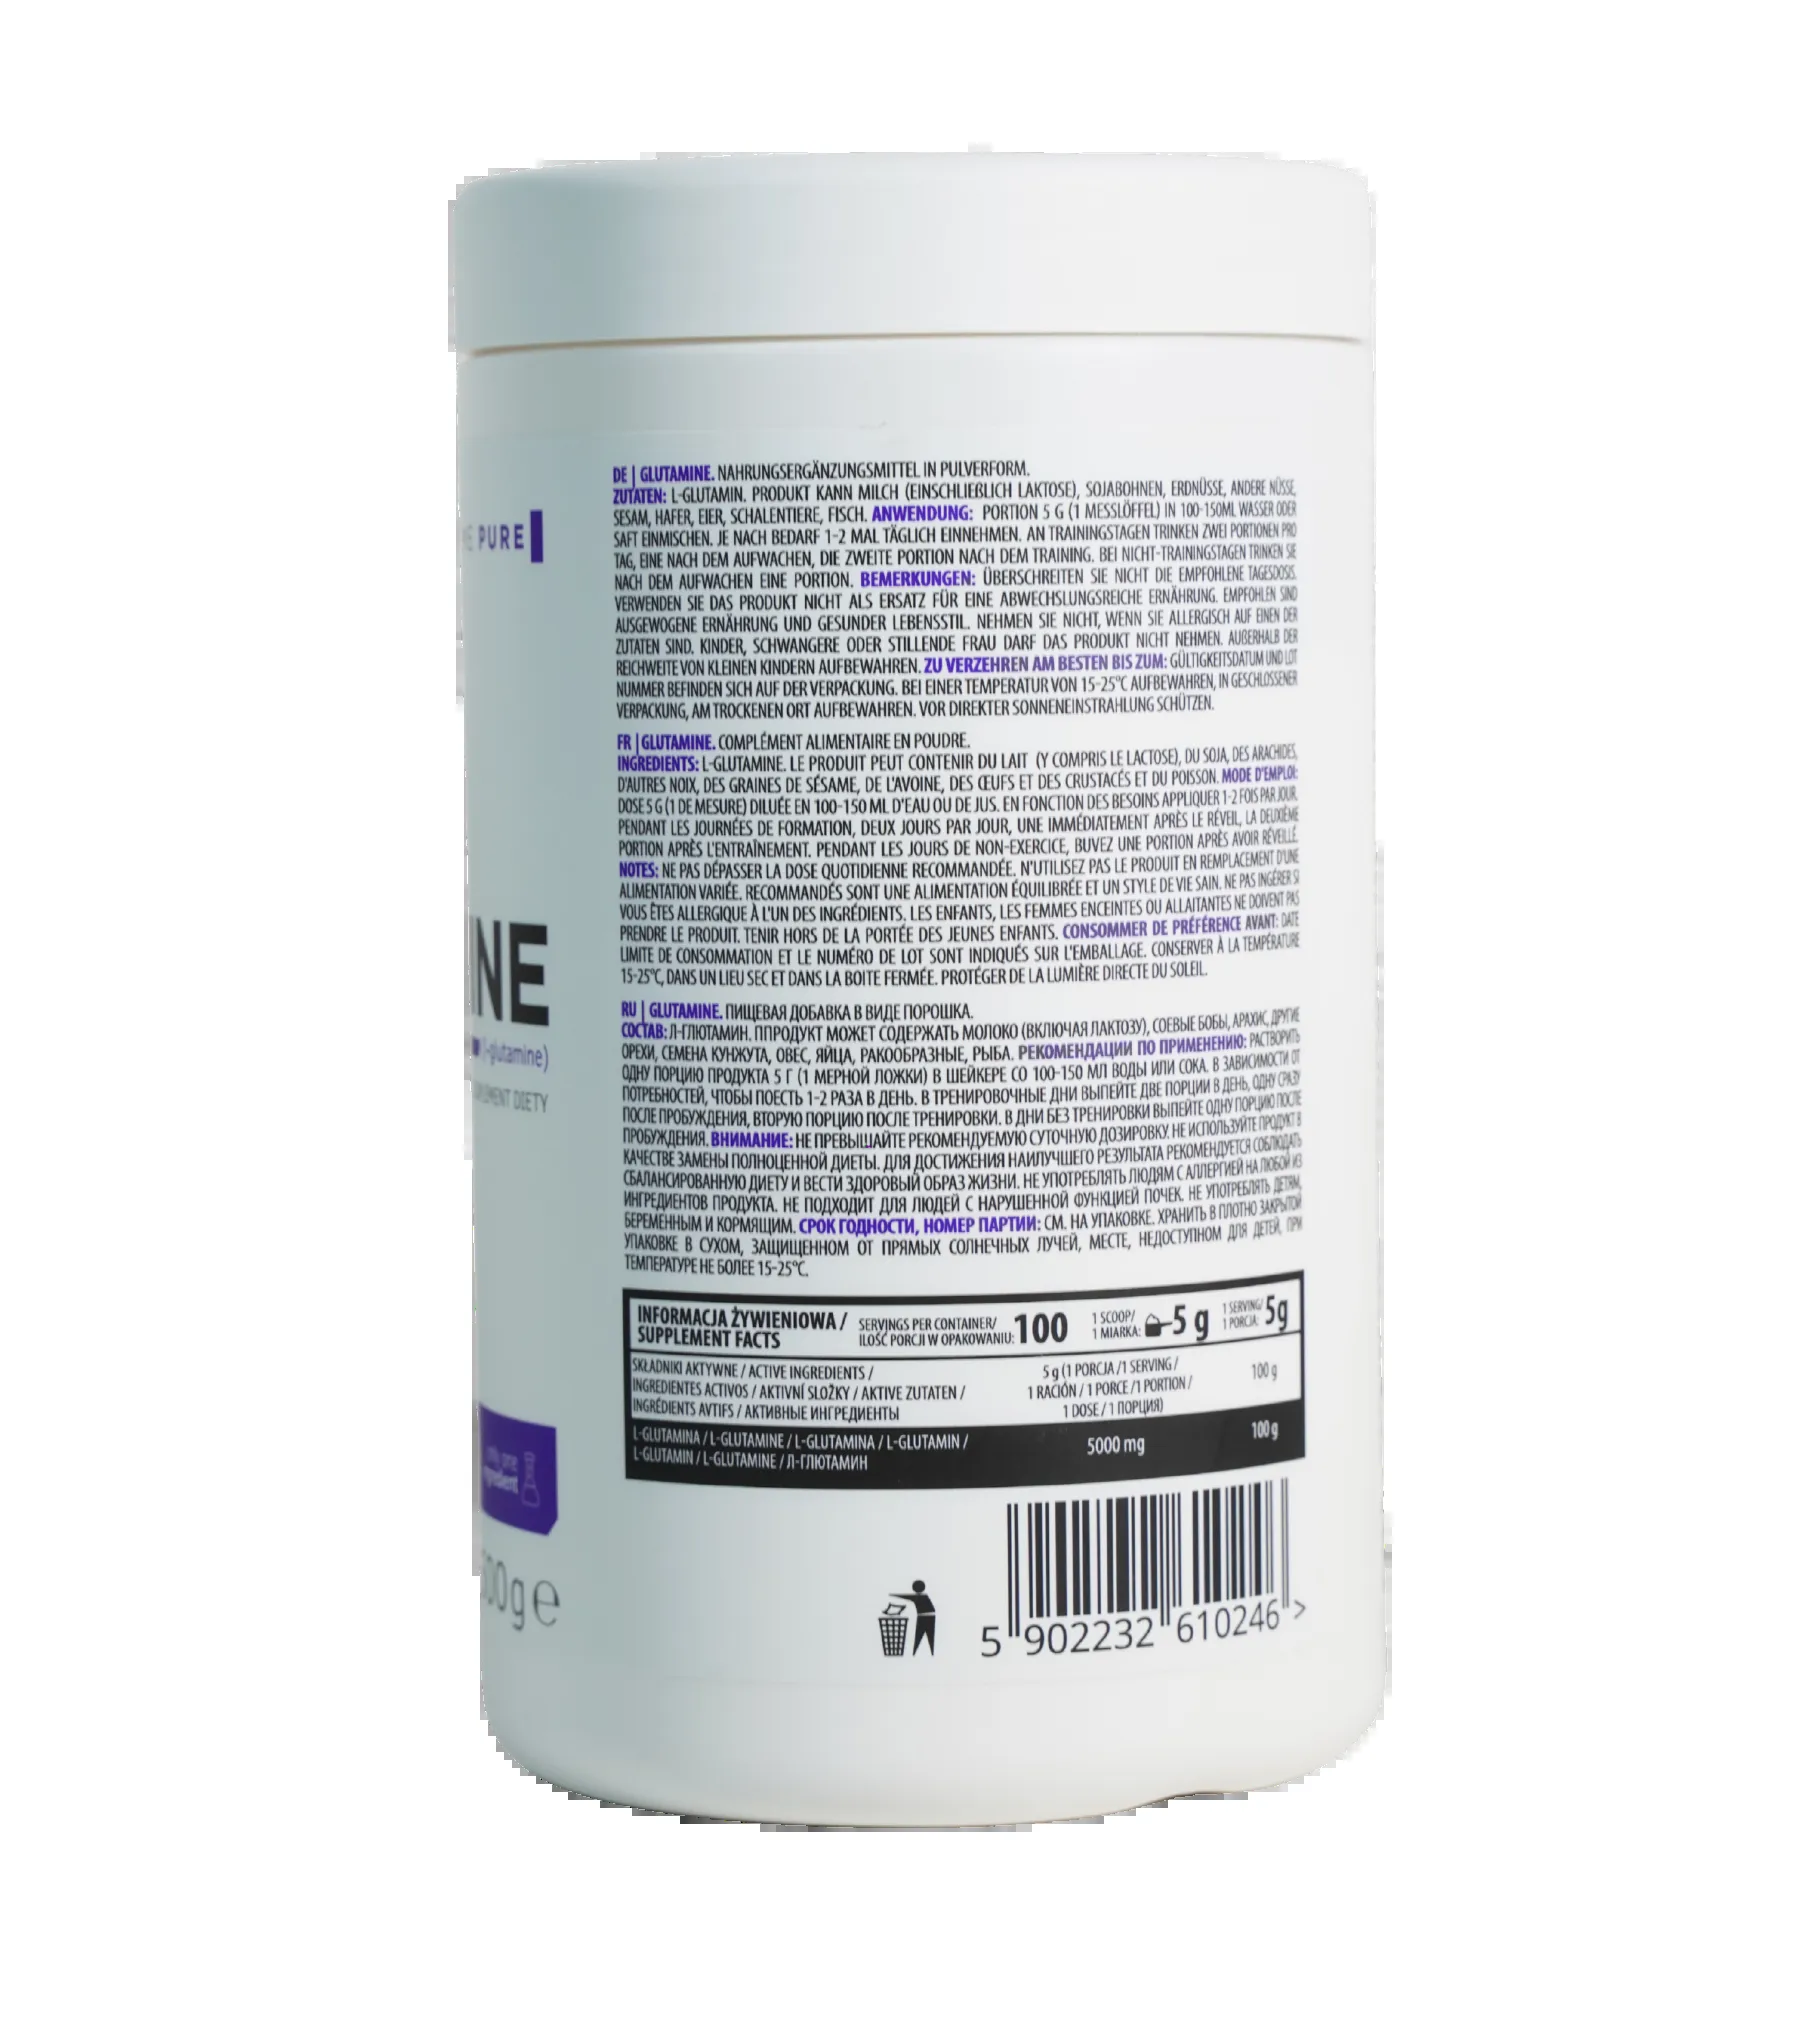 PURE
INE
(l-glutamine)
SUPLEMENT DIETY
only one
ingredient
500g e
DE | GLUTAMINE. NAHRUNGSERGÄNZUNGSMITTEL IN PULVERFORM.
ZUTATEN: L-GLUTAMIN. PRODUKT KANN MILCH (EINSCHLIEßLICH LAKTOSE), SOJABOHNEN, ERDNÜSSE, ANDERE NÜSSE,
SESAM, HAFER, EIER, SCHALENTIERE, FISCH. ANWENDUNG: PORTION 5 G (1 MESSLÖFFEL) IN 100-150ML WASSER ODER
SAFT EINMISCHEN. JE NACH BEDARF 1-2 MAL TÄGLICH EINNEHMEN. AN TRAININGSTAGEN TRINKEN ZWEI PORTIONEN PRO
TAG, EINE NACH DEM AUFWACHEN, DIE ZWEITE PORTION NACH DEM TRAINING. BEI NICHT-TRAININGSTAGEN TRINKEN SIE
NACH DEM AUFWACHEN EINE PORTION. BEMERKUNGEN: ÜBERSCHREITEN SIE NICHT DIE EMPFOHLENE TAGESDOSIS.
VERWENDEN SIE DAS PRODUKT NICHT ALS ERSATZ FÜR EINE ABWECHSLUNGSREICHE ERNÄHRUNG. EMPFOHLEN SIND
AUSGEWOGENE ERNÄHRUNG UND GESUNDER LEBENSSTIL. NEHMEN SIE NICHT, WENN SIE ALLERGISCH AUF EINEN DER
ZUTATEN SIND. KINDER, SCHWANGERE ODER STILLENDE FRAU DARF DAS PRODUKT NICHT NEHMEN. AUßERHALB DER
REICHWEITE VON KLEINEN KINDERN AUFBEWAHREN. ZU VERZEHREN AM BESTEN BIS ZUM: GÜLTIGKEITSDATUM UND LOT
NUMMER BEFINDEN SICH AUF DER VERPACKUNG. BEI EINER TEMPERATUR VON 15-25°C AUFBEWAHREN, IN GESCHLOSSENER
VERPACKUNG, AM TROCKENEN ORT AUFBEWAHREN. VOR DIREKTER SONNENEINSTRAHLUNG SCHÜTZEN.
FR | GLUTAMINE. COMPLÉMENT ALIMENTAIRE EN POUDRE.
INGREDIENTS: L-GLUTAMINE. LE PRODUIT PEUT CONTENIR DU LAIT (Y COMPRIS LE LACTOSE), DU SOJA, DES ARACHIDES,
D'AUTRES NOIX, DES GRAINES DE SÉSAME, DE L'AVOINE, DES ŒUFS ET DES CRUSTACÉS ET DU POISSON. MODE D'EMPLOI:
DOSE 5 G (1 DE MESURE) DILUÉE EN 100-150 ML D'EAU OU DE JUS. EN FONCTION DES BESOINS APPLIQUER 1-2 FOIS PAR JOUR.
PENDANT LES JOURNÉES DE FORMATION, DEUX JOURS PAR JOUR, UNE IMMÉDIATEMENT APRÈS LE RÉVEIL, LA DEUXIÈME
PORTION APRÈS L'ENTRAÎNEMENT. PENDANT LES JOURS DE NON-EXERCICE, BUVEZ UNE PORTION APRÈS AVOIR RÉVEILLÉ.
NOTES: NE PAS DÉPASSER LA DOSE QUOTIDIENNE RECOMMANDÉE. N'UTILISEZ PAS LE PRODUIT EN REMPLACEMENT D'UNE
ALIMENTATION VARIÉE. RECOMMANDÉS SONT UNE ALIMENTATION ÉQUILIBRÉE ET UN STYLE DE VIE SAIN. NE PAS INGÉRER SI
VOUS ÊTES ALLERGIQUE À L'UN DES INGRÉDIENTS. LES ENFANTS, LES FEMMES ENCEINTES OU ALLAITANTES NE DOIVENT PAS
PRENDRE LE PRODUIT. TENIR HORS DE LA PORTÉE DES JEUNES ENFANTS. CONSOMMER DE PRÉFÉRENCE AVANT: DATE
LIMITE DE CONSOMMATION ET LE NUMÉRO DE LOT SONT INDIQUÉS SUR L'EMBALLAGE. CONSERVER À LA TEMPÉRATURE
15-25°C, DANS UN LIEU SEC ET DANS LA BOITE FERMÉE. PROTÉGER DE LA LUMIÈRE DIRECTE DU SOLEIL.
RU | GLUTAMINE. ПИЩЕВАЯ ДОБАВКА В ВИДЕ ПОРОШКА.
СОСТАВ: Л-ГЛЮТАМИН. ППРОДУКТ МОЖЕТ СОДЕРЖАТЬ МОЛОКО (ВКЛЮЧАЯ ЛАКТОЗУ), СОЕВЫЕ БОБЫ, АРАХИС, ДРУГИЕ
ОРЕХИ, СЕМЕНА КУНЖУТА, ОВЕС, ЯЙЦА, РАКООБРАЗНЫЕ, РЫБА. РЕКОМЕНДАЦИИ ПО ПРИМЕНЕНИЮ: РАСТВОРИТЬ
ОДНУ ПОРЦИЮ ПРОДУКТА 5 Г (1 МЕРНОЙ ЛОЖКИ) В ШЕЙКЕРЕ СО 100-150 МЛ ВОДЫ ИЛИ СОКА. В ЗАВИСИМОСТИ ОТ
ПОТРЕБНОСТЕЙ, ЧТОБЫ ПОЕСТЬ 1-2 РАЗА В ДЕНЬ. В ТРЕНИРОВОЧНЫЕ ДНИ ВЫПЕЙТЕ ДВЕ ПОРЦИИ В ДЕНЬ, ОДНУ СРАЗУ
ПОСЛЕ ПРОБУЖДЕНИЯ, ВТОРУЮ ПОРЦИЮ ПОСЛЕ ТРЕНИРОВКИ. В ДНИ БЕЗ ТРЕНИРОВКИ ВЫПЕЙТЕ ОДНУ ПОРЦИЮ ПОСЛЕ
ПРОБУЖДЕНИЯ. ВНИМАНИЕ: НЕ ПРЕВЫШАЙТЕ РЕКОМЕНДУЕМУЮ СУТОЧНУЮ ДОЗИРОВКУ. НЕ ИСПОЛЬЗУЙТЕ ПРОДУКТ В
КАЧЕСТВЕ ЗАМЕНЫ ПОЛНОЦЕННОЙ ДИЕТЫ. ДЛЯ ДОСТИЖЕНИЯ НАИЛУЧШЕГО РЕЗУЛЬТАТА РЕКОМЕНДУЕТСЯ СОБЛЮДАТЬ
СБАЛАНСИРОВАННУЮ ДИЕТУ И ВЕСТИ ЗДОРОВЫЙ ОБРАЗ ЖИЗНИ. НЕ УПОТРЕБЛЯТЬ ЛЮДЯМ С АЛЛЕРГИЕЙ НА ЛЮБОЙ ИЗ
ИНГРЕДИЕНТОВ ПРОДУКТА. НЕ ПОДХОДИТ ДЛЯ ЛЮДЕЙ С НАРУШЕННОЙ ФУНКЦИЕЙ ПОЧЕК. НЕ УПОТРЕБЛЯТЬ ДЕТЯМ,
БЕРЕМЕННЫМ И КОРМЯЩИМ. СРОК ГОДНОСТИ, НОМЕР ПАРТИИ: СМ. НА УПАКОВКЕ. ХРАНИТЬ В ПЛОТНО ЗАКРЫТОЙ
УПАКОВКЕ В СУХОМ, ЗАЩИЩЕННОМ ОТ ПРЯМЫХ СОЛНЕЧНЫХ ЛУЧЕЙ, МЕСТЕ, НЕДОСТУПНОМ ДЛЯ ДЕТЕЙ, ПРИ
ТЕМПЕРАТУРЕ НЕ БОЛЕЕ 15-25°C.
INFORMACJA ŻYWIENIOWA /
SUPPLEMENT FACTS
SERVINGS PER CONTAINER/
ILOŚĆ PORCJI W OPAKOWANIU: 100
1 SCOOP/
1 MIARKA: 5 g
1 SERVING/
1 PORCJA: 5g
SKŁADNIKI AKTYWNE / ACTIVE INGREDIENTS /
INGREDIENTES ACTIVOS / AKTIVNÍ SLOŽKY / AKTIVE ZUTATEN /
INGRÉDIENTS AVTIFS / АКТИВНЫЕ ИНГРЕДИЕНТЫ
5 g (1 PORCJA /1 SERVING /
1 RACIÓN / 1 PORCE /1 PORTION /
1 DOSE / 1 ПОРЦИЯ)
100 g
L-GLUTAMINA / L-GLUTAMINE / L-GLUTAMINA / L-GLUTAMIN /
L-GLUTAMIN / L-GLUTAMINE / Л-ГЛЮТАМИН
5000 mg
100 g
5 902232 610246 >